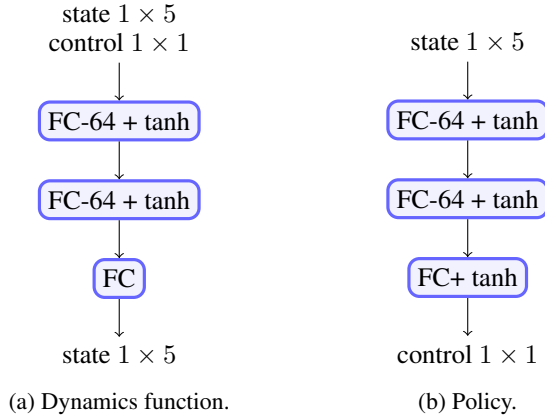 state 1 × 5
control 1 × 1
FC-64 + tanh
FC-64 + tanh
FC
state 1 × 5
(a) Dynamics function.
state 1 × 5
FC-64 + tanh
FC-64 + tanh
FC+ tanh
control 1 × 1
(b) Policy.